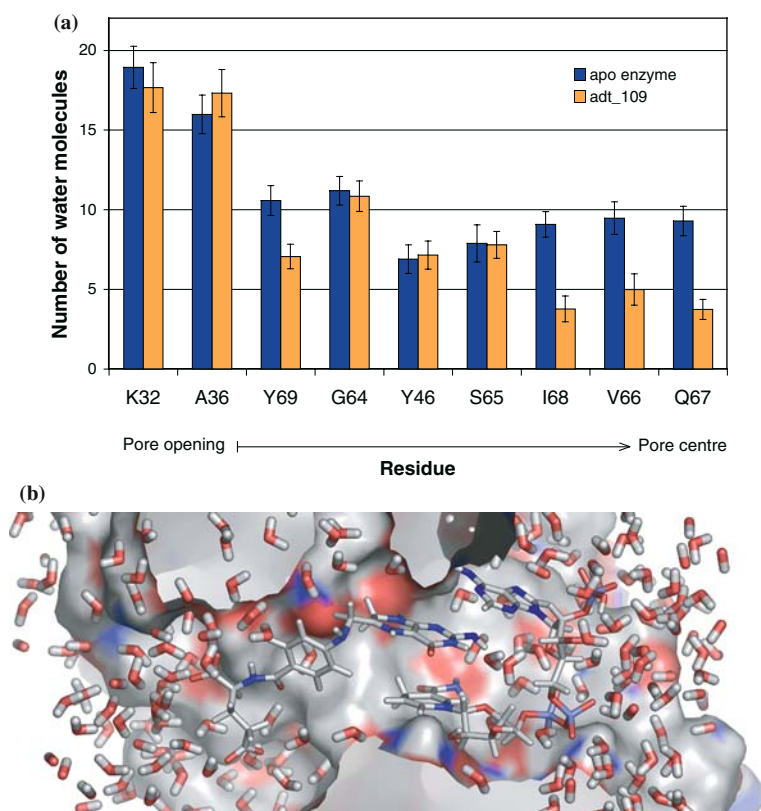 (a)
20
15
10
5
0
Number of water molecules
apo enzyme
adt_109
K32 A36 Y69 G64 Y46 S65 I68 V66 Q67
Pore opening Pore centre
Residue
(b)